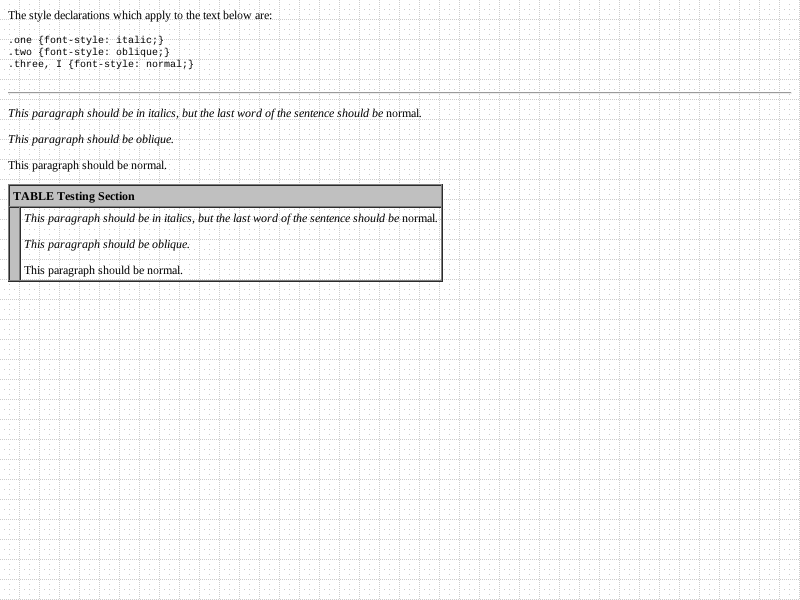 The style declarations which apply to the text below are:
.one {font-style: italic;}
.two {font-style: oblique;}
.three, I {font-style: normal;}
This paragraph should be in italics, but the last word of the sentence should be normal.
This paragraph should be oblique.
This paragraph should be normal.
TABLE Testing Section
This paragraph should be in italics, but the last word of the sentence should be normal.
This paragraph should be oblique.
This paragraph should be normal.